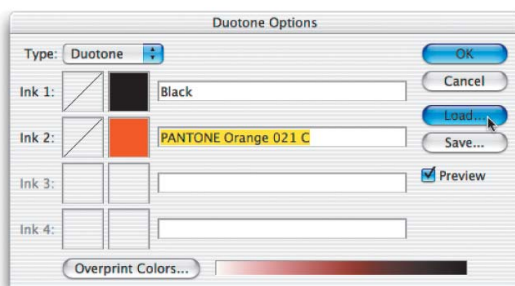 Duotone Options
Type: Duotone
OK
Ink 1: Black
Cancel
Load...
Ink 2: PANTONE Orange 021 C
Save...
Preview
Ink 3:
Ink 4:
Overprint Colors...